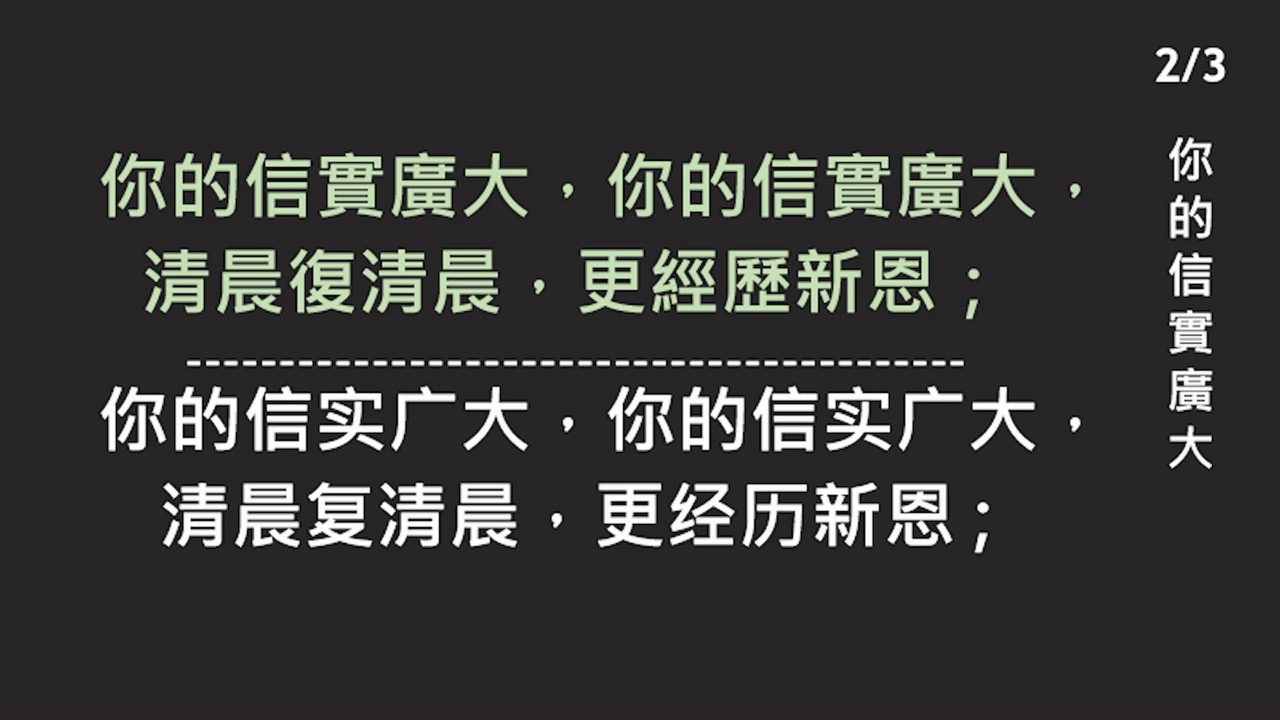 2/3
你的信實廣大，你的信實廣大，
清晨復清晨，更經歷新恩；
---------------------------------------------
你的信实广大，你的信实广大，
清晨复清晨，更经历新恩；
你的信實廣大